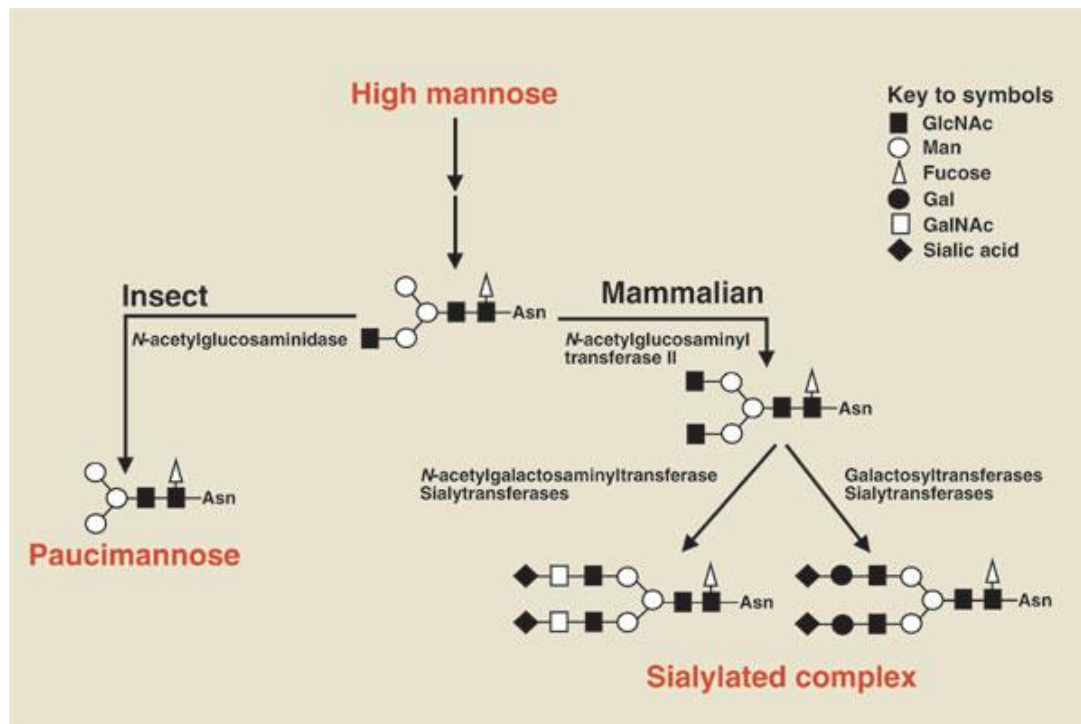 High mannose
Key to symbols
GlcNAc
Man
Fucose
Gal
GalNAc
Sialic acid
Insect
N-acetylglucosaminidase
Asn
Mammalian
N-acetylglucosaminyl
transferase II
Asn
Asn
Paucimannose
N-acetylgalactosaminyltransferase
Sialytransferases
Galactosyltransferases
Sialytransferases
Asn
Asn
Sialylated complex